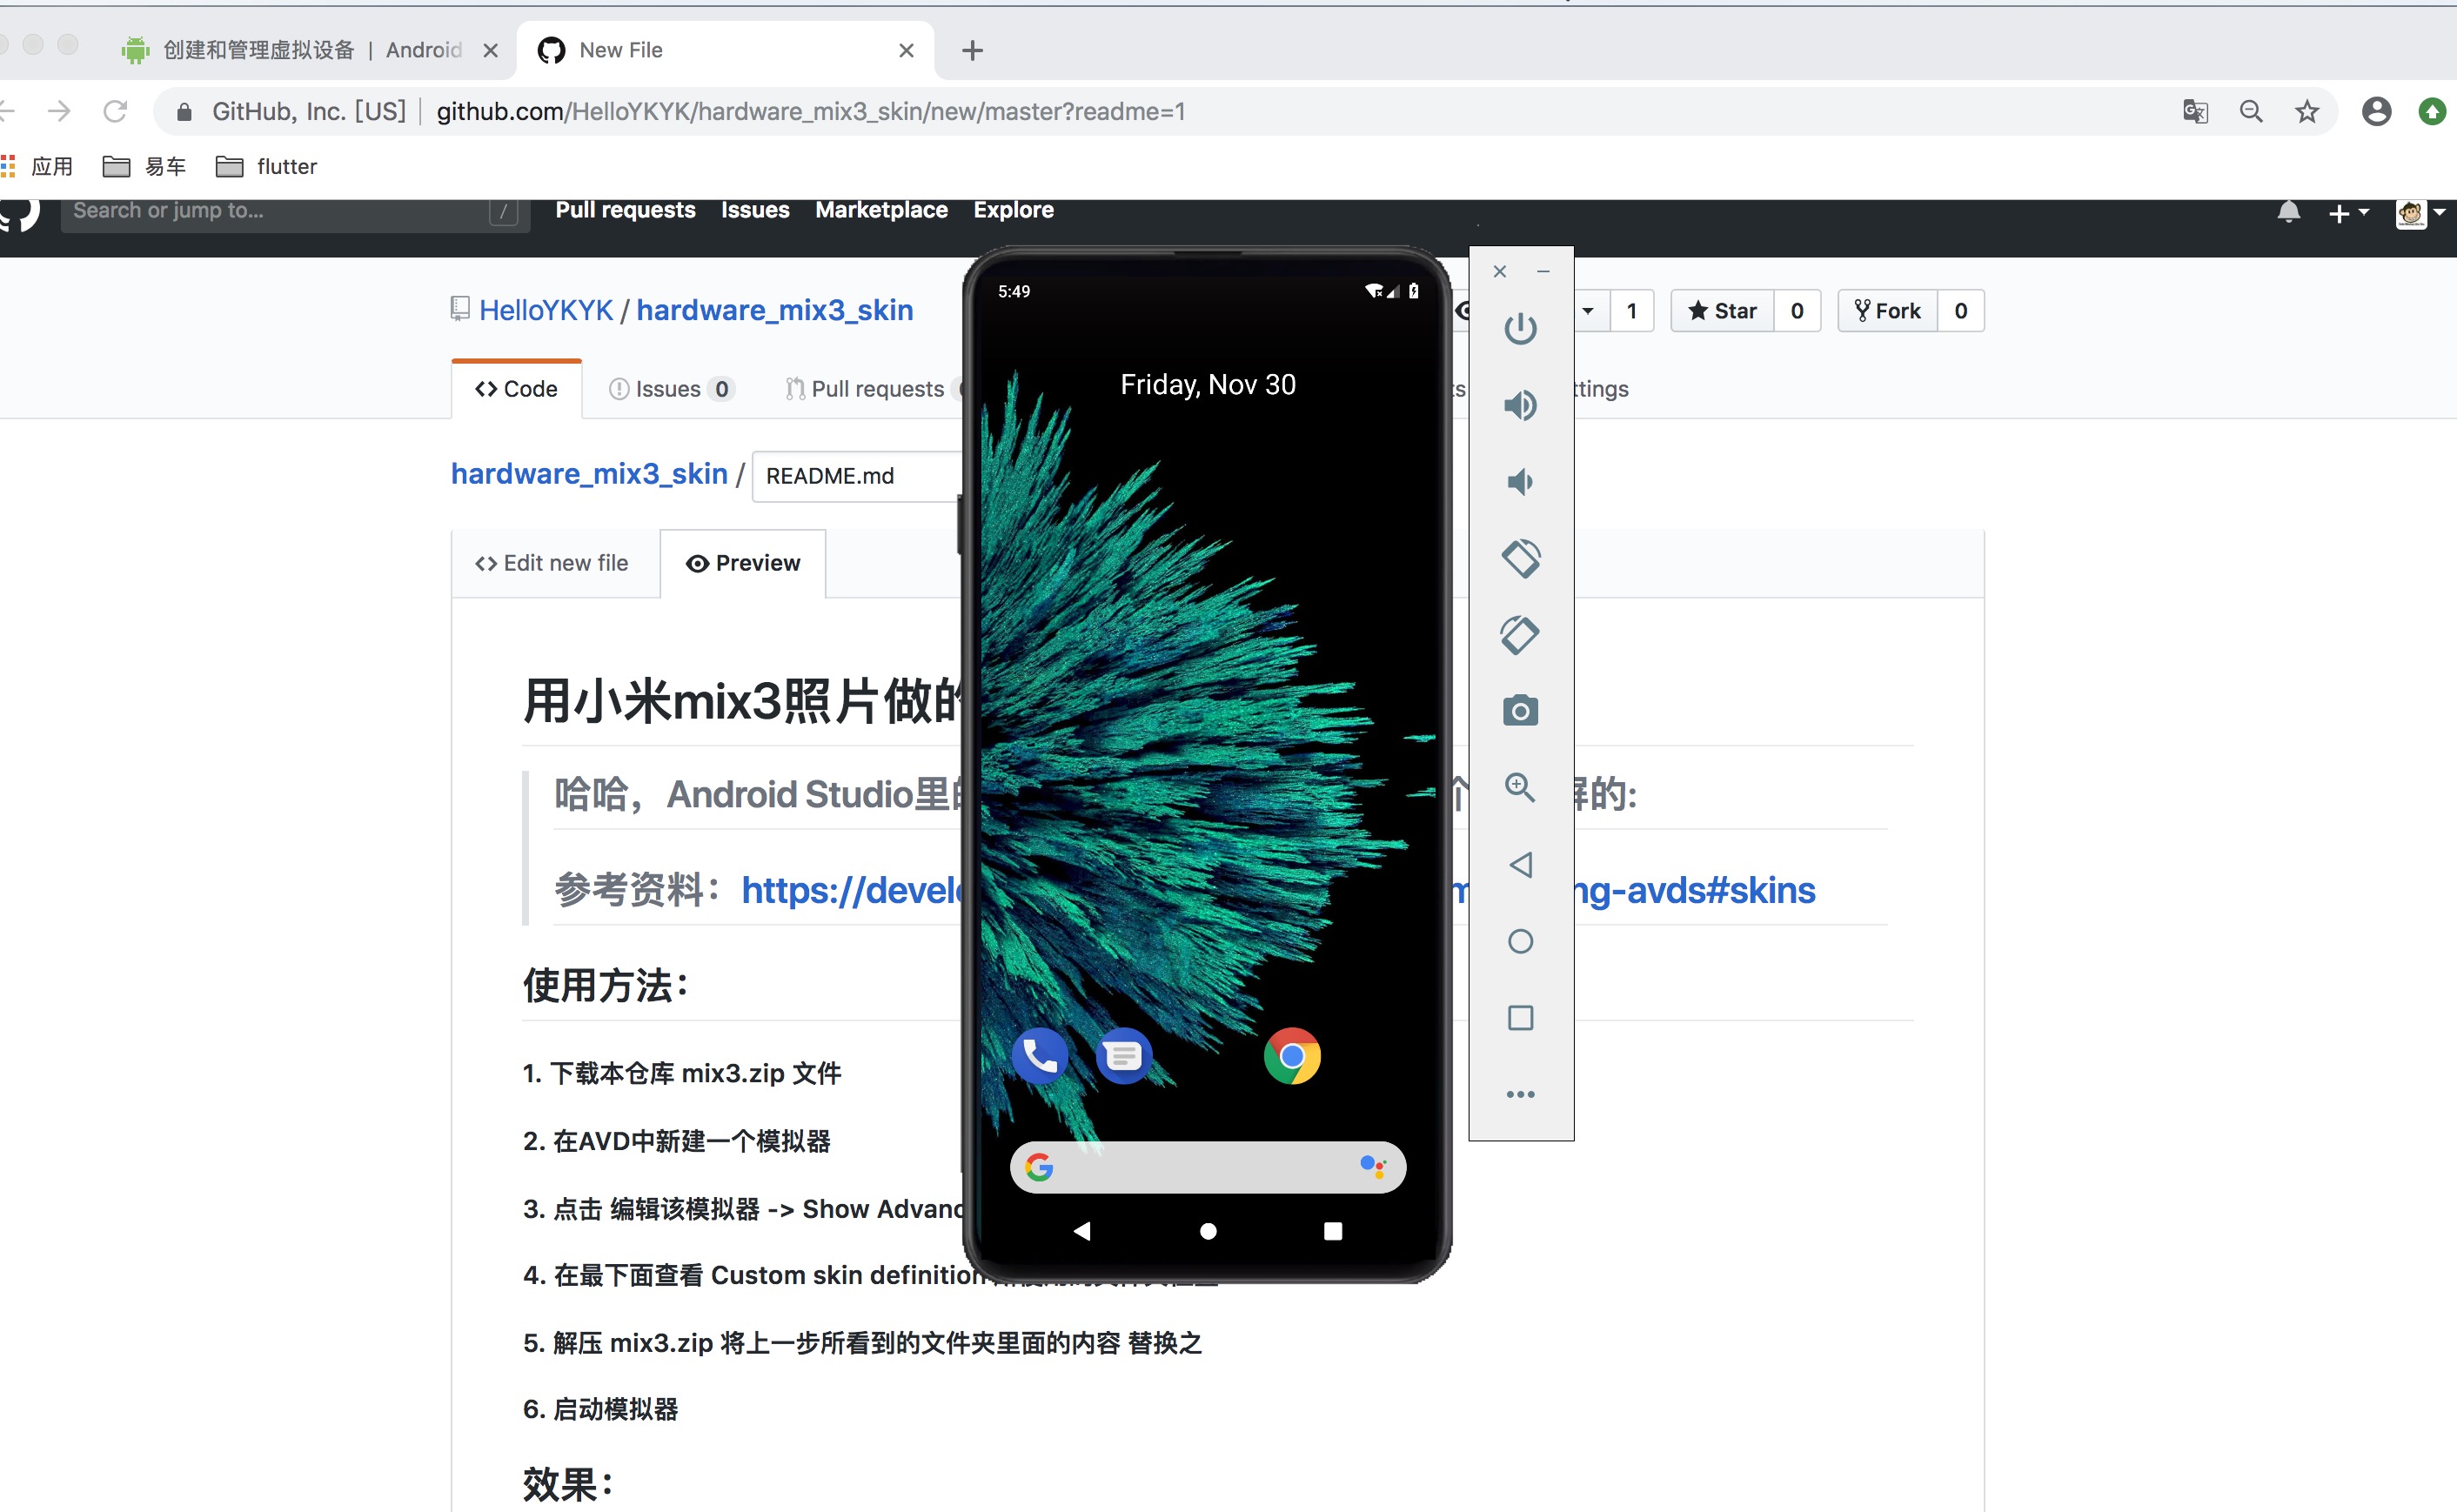 创建和管理虚拟设备 | Android
New File
GitHub, Inc. [US] | github.com/HelloYKYK/hardware_mix3_skin/new/master?readme=1
应用 易车 flutter
Search or jump to... / Pull requests Issues Marketplace Explore
5:49
HelloYKYK / hardware_mix3_skin 1 Star 0 Fork 0
Friday, Nov 30
Code Issues 0 Pull requests ts ttings
hardware_mix3_skin / README.md
Edit new file Preview
用小米mix3照片做的
哈哈，Android Studio里 个 的:
参考资料：https://devel ng-avds#skins
使用方法：
1. 下载本仓库 mix3.zip 文件
2. 在AVD中新建一个模拟器
3. 点击 编辑该模拟器 -> Show Advanc
4. 在最下面查看 Custom skin definition
5. 解压 mix3.zip 将上一步所看到的文件夹里面的内容 替换之
6. 启动模拟器
效果：